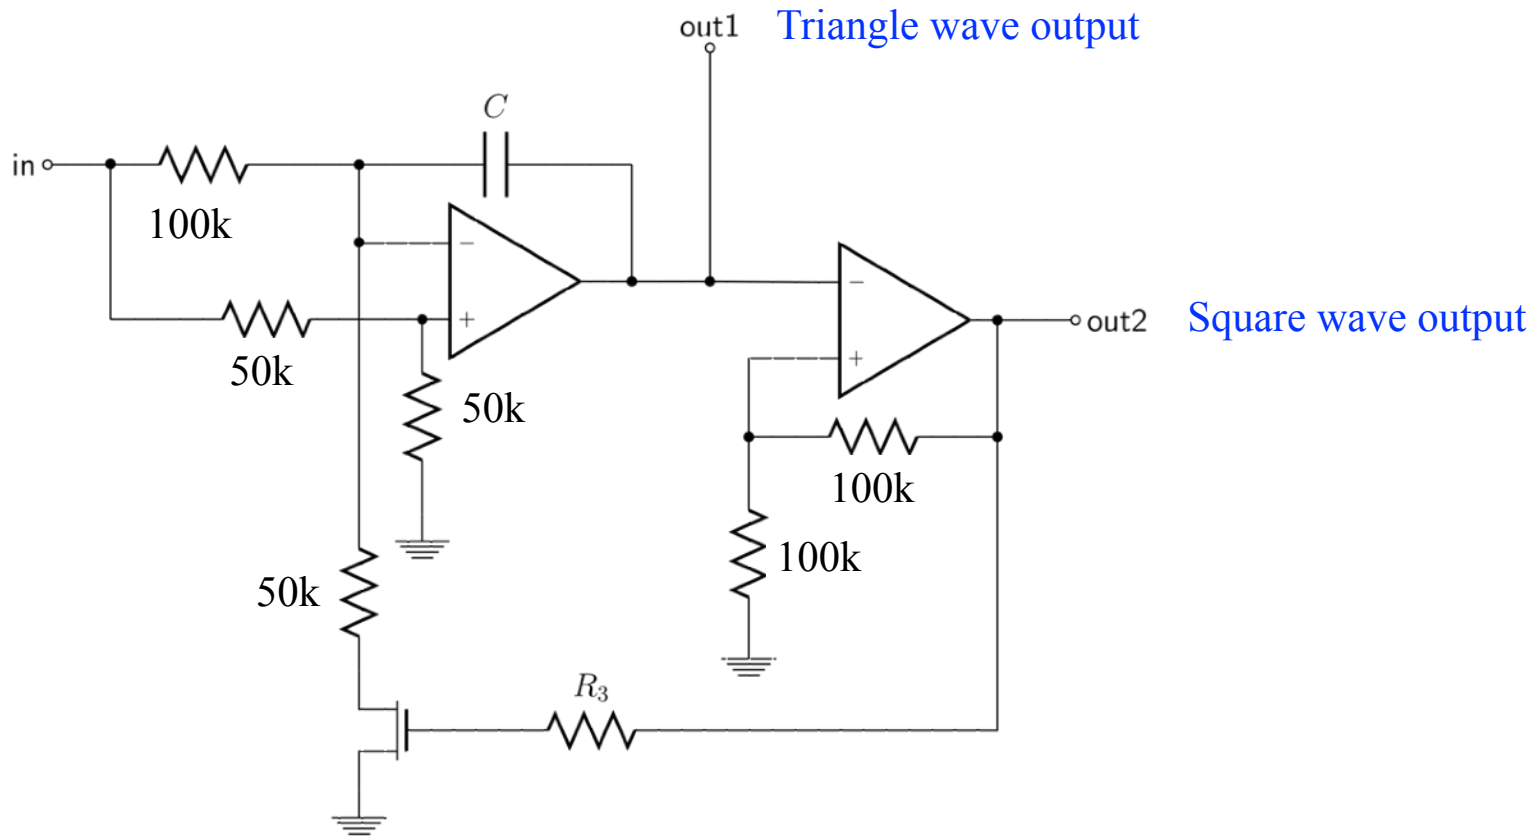 out1 Triangle wave output
C
in
100k
−
50k
+
50k
−
out2 Square wave output
+
100k
100k
50k
R₃